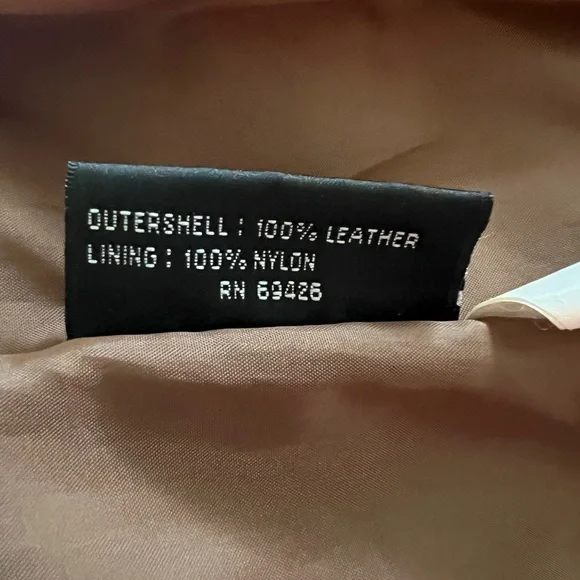 OUTERSHELL : 100% LEATHER
LINING : 100% NYLON
RN 69426